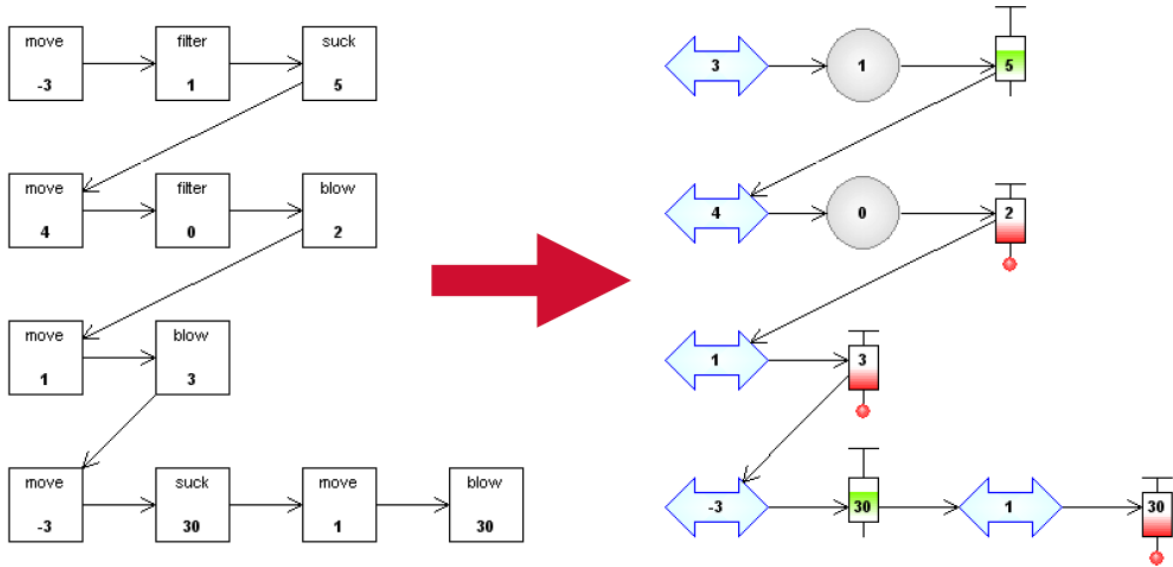 move filter suck
-3 1 5
move filter blow
4 0 2
move blow
1 3
move suck move blow
-3 30 1 30
3 1 5
4 0 2
1 3
-3 30 1 30